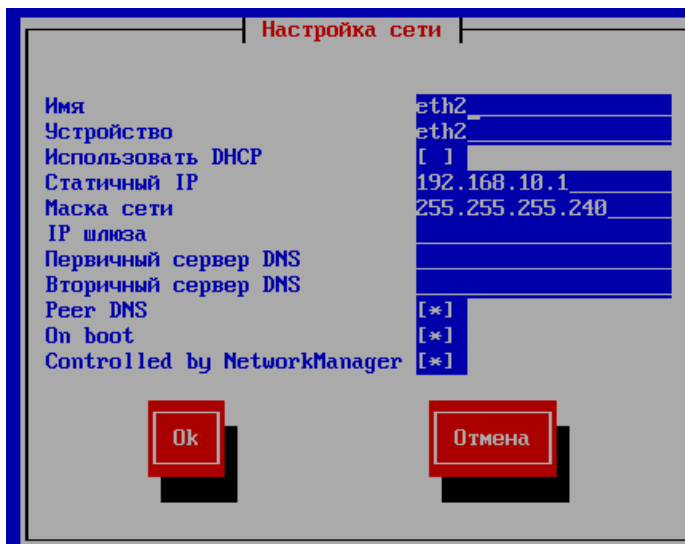 Настройка сети
Имя eth2
Устройство eth2
Использовать DHCP [ ]
Статичный IP 192.168.10.1
Маска сети 255.255.255.240
IP шлюза
Первичный сервер DNS
Вторичный сервер DNS
Peer DNS [*]
On boot [*]
Controlled by NetworkManager [*]
Ok Отмена